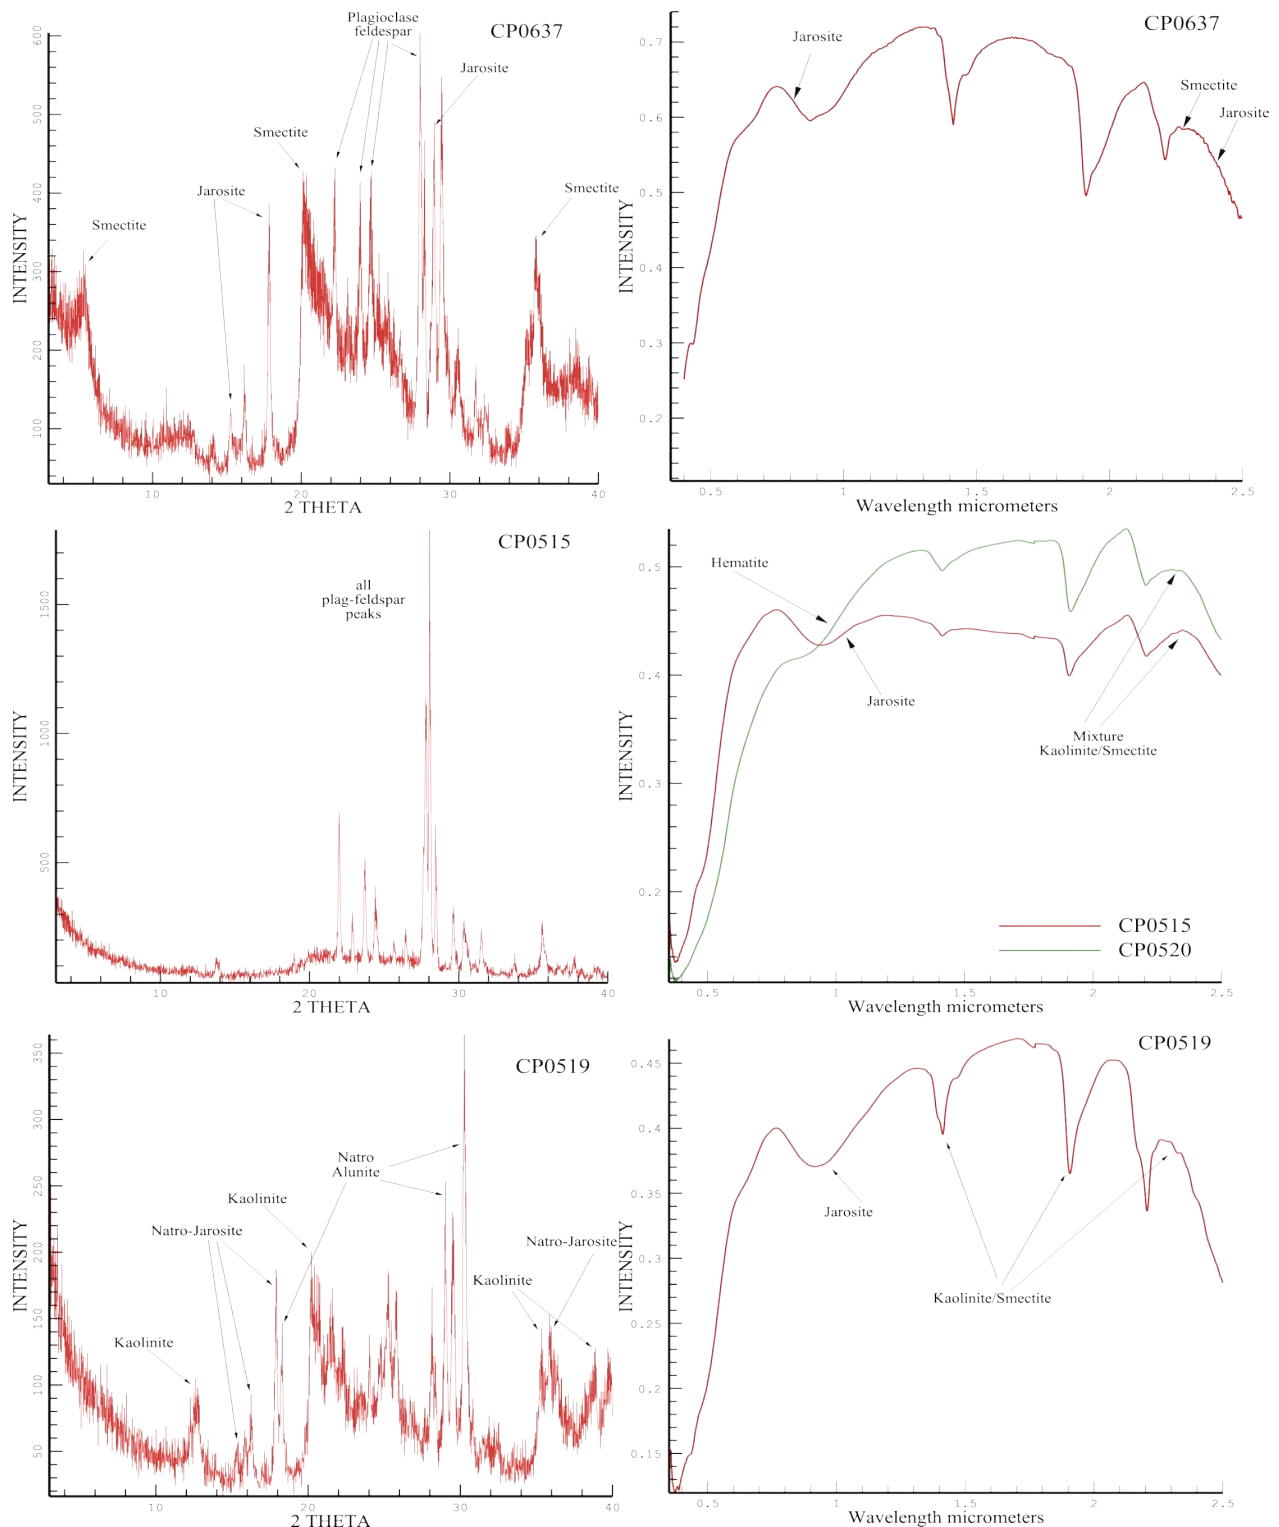 CP0637
Plagioclase
feldespar
Jarosite
Smectite
Jarosite
Smectite
Smectite
INTENSITY
600
500
400
300
200
100
10
20
30
40
2 THETA
CP0637
Jarosite
Smectite
Jarosite
INTENSITY
0.7
0.6
0.5
0.4
0.3
0.2
0.5
1
1.5
2
2.5
Wavelength micrometers
CP0515
all
plag-feldspar
peaks
INTENSITY
1500
1000
500
10
20
30
40
2 THETA
Hematite
Jarosite
Mixture
Kaolinite/Smectite
CP0515
CP0520
INTENSITY
0.5
0.4
0.3
0.2
0.5
1
1.5
2
2.5
Wavelength micrometers
CP0519
Natro
Alunite
Kaolinite
Natro-Jarosite
Natro-Jarosite
Kaolinite
Kaolinite
INTENSITY
350
300
250
200
150
100
50
10
20
30
40
2 THETA
CP0519
Jarosite
Kaolinite/Smectite
INTENSITY
0.45
0.4
0.35
0.3
0.25
0.2
0.15
0.5
1
1.5
2
2.5
Wavelength micrometers